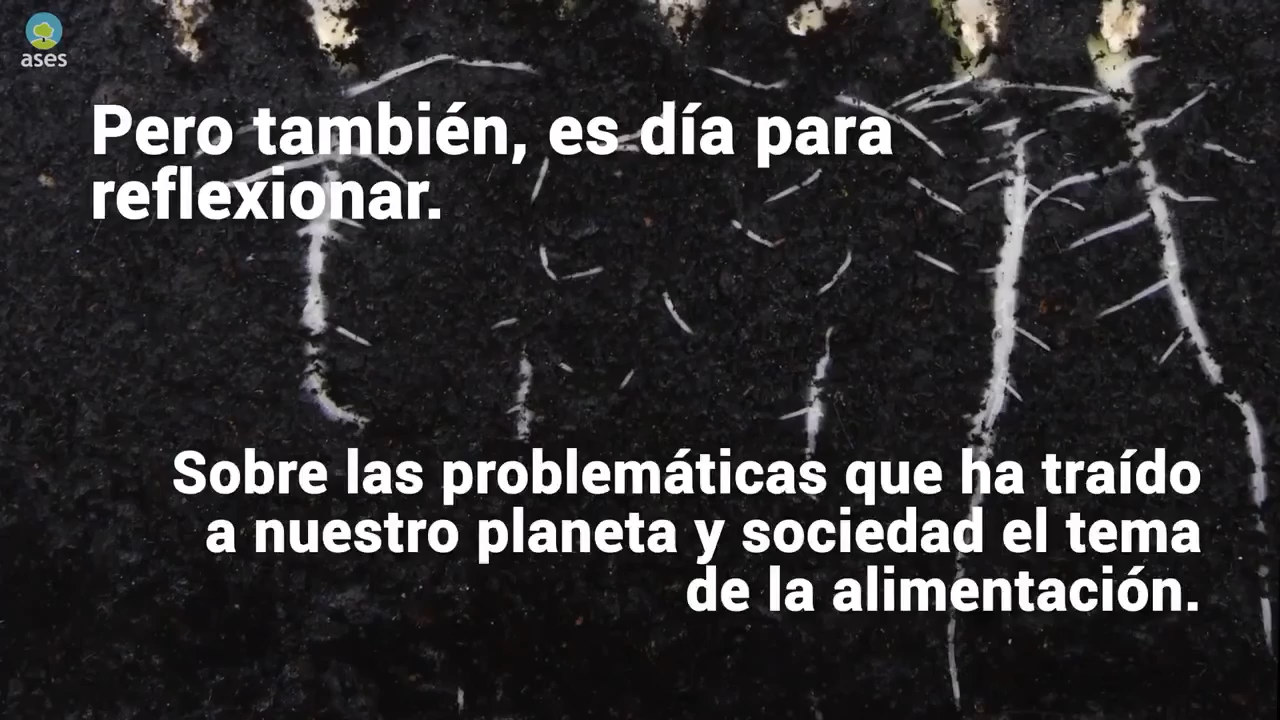 ases
Pero también, es día para
reflexionar.
Sobre las problemáticas que ha traído
a nuestro planeta y sociedad el tema
de la alimentación.